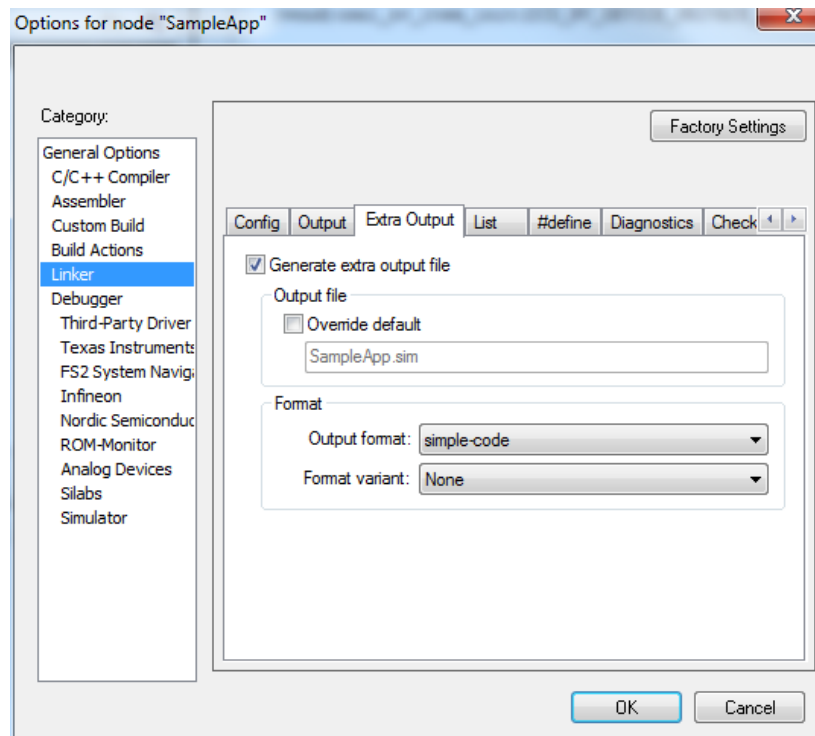 Options for node "SampleApp"
Category:
Factory Settings
General Options
C/C++ Compiler
Assembler
Custom Build
Build Actions
Linker
Debugger
Third-Party Driver
Texas Instruments
FS2 System Naviga
Infineon
Nordic Semiconduc
ROM-Monitor
Analog Devices
Silabs
Simulator
Config Output Extra Output List #define Diagnostics Check
Generate extra output file
Output file
Override default
SampleApp.sim
Format
Output format: simple-code
Format variant: None
OK Cancel